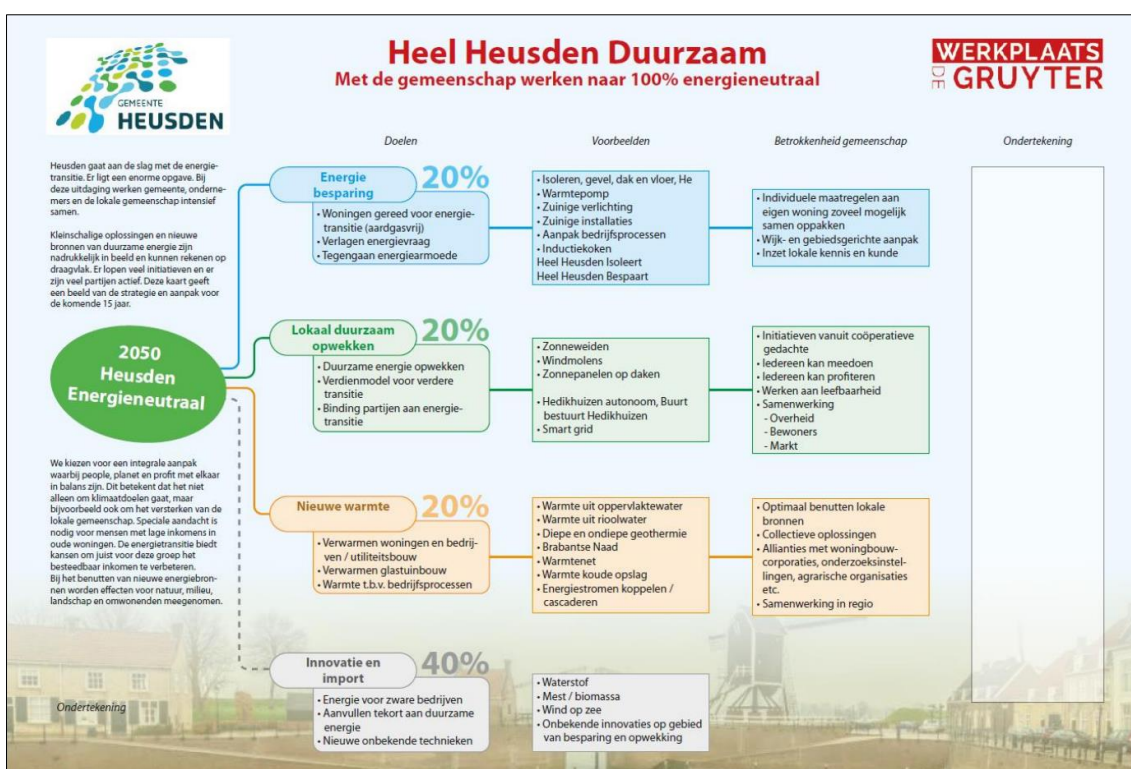 GEMEENTE
HEUSDEN
Heel Heusden Duurzaam
Met de gemeenschap werken naar 100% energieneutraal
WERKPLAATS
DE GRUYTER
Doelen
Voorbeelden
Betrokkenheid gemeenschap
Ondertekening
Heusden gaat aan de slag met de energie-
transitie. Er ligt een enorme opgave. Bij
deze uitdaging werken gemeente, onderne-
mers en de lokale gemeenschap intensief
samen.
Kleinschalige oplossingen en nieuwe
bronnen van duurzame energie zijn
nadrukkelijk in beeld en kunnen rekenen op
draagvlak. Er lopen veel initiatieven en er
zijn veel partijen actief. Deze kaart geeft
een beeld van de strategie en aanpak voor
de komende 15 jaar.
2050
Heusden
Energieneutraal
We kiezen voor een integrale aanpak
waarbij people, planet en profit met elkaar
in balans zijn. Dit betekent dat het niet
alleen om klimaatdoelen gaat, maar
bijvoorbeeld ook om het versterken van de
lokale gemeenschap. Speciale aandacht is
nodig voor mensen met lage inkomens in
oude woningen. De energietransitie biedt
kansen om juist voor deze groep het
besteedbaar inkomen te verbeteren.
Bij het benutten van nieuwe energiebron-
nen worden effecten voor natuur, milieu,
landschap en omwonenden meegenomen.
Ondertekening
Energie
besparing
20%
• Woningen gereed voor energie-
transitie (aardgasvrij)
• Verlagen energievraag
• Tegengaan energiearmoede
• Isoleren, gevel, dak en vloer, He
• Warmtepomp
• Zuinige verlichting
• Zuinige installaties
• Aanpak bedrijfsprocessen
• Inductiekoken
Heel Heusden Isoleert
Heel Heusden Bespaart
• Individuele maatregelen aan
eigen woning zoveel mogelijk
samen oppakken
• Wijk- en gebiedsgerichte aanpak
• Inzet lokale kennis en kunde
Lokaal duurzaam
opwekken
20%
• Duurzame energie opwekken
• Verdienmodel voor verdere
transitie
• Binding partijen aan energie-
transitie
• Zonneweiden
• Windmolens
• Zonnepanelen op daken
• Hedikhuizen autonoom, Buurt
bestuurt Hedikhuizen
• Smart grid
• Initiatieven vanuit coöperatieve
gedachte
• Iedereen kan meedoen
• Iedereen kan profiteren
• Werken aan leefbaarheid
• Samenwerking
- Overheid
- Bewoners
- Markt
Nieuwe warmte
20%
• Verwarmen woningen en bedrij-
ven / utiliteitsbouw
• Verwarmen glastuinbouw
• Warmte t.b.v. bedrijfsprocessen
• Warmte uit oppervlaktewater
• Warmte uit rioolwater
• Diepe en ondiepe geothermie
• Brabantse Naad
• Warmtenet
• Warmte koude opslag
• Energiestromen koppelen /
cascaderen
• Optimaal benutten lokale
bronnen
• Collectieve oplossingen
• Allianties met woningbouw-
corporaties, onderzoeksinstel-
lingen, agrarische organisaties
etc.
• Samenwerking in regio
Innovatie en
import
40%
• Energie voor zware bedrijven
• Aanvullen tekort aan duurzame
energie
• Nieuwe onbekende technieken
• Waterstof
• Mest / biomassa
• Wind op zee
• Onbekende innovaties op gebied
van besparing en opwekking